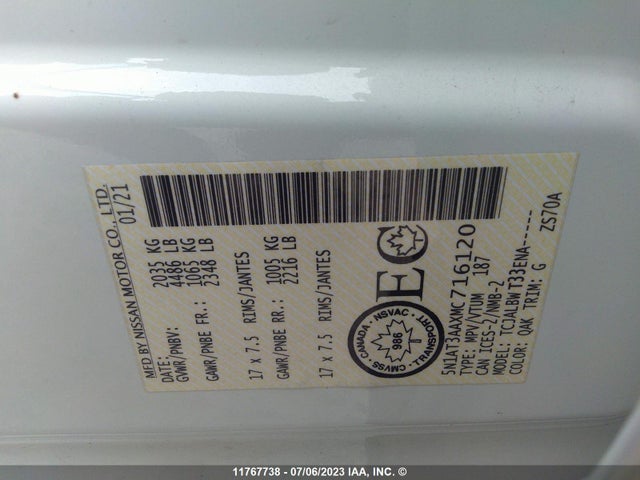 MFD BY NISSAN MOTOR CO., LTD.
DATE: 01/21
GVWR/PNBV: 2035 KG
4486 LB
GAWR/PNBE FR.: 1065 KG
2348 LB
17 x 7.5 RIMS/JANTES
GAWR/PNBE RR.: 1005 KG
2216 LB
17 x 7.5 RIMS/JANTES
CANADA - NSVAC - TRANSPORT - CMVSS
986
EC
5N1AT3AAXMC716120
TYPE: MPV/VTUM 187
CAN ICES-2/NMB-2
MODEL: TCJALBWT33ENA------
COLOR: QAK TRIM: G ZS70A
11767738 - 07/06/2023 IAA, INC. ©